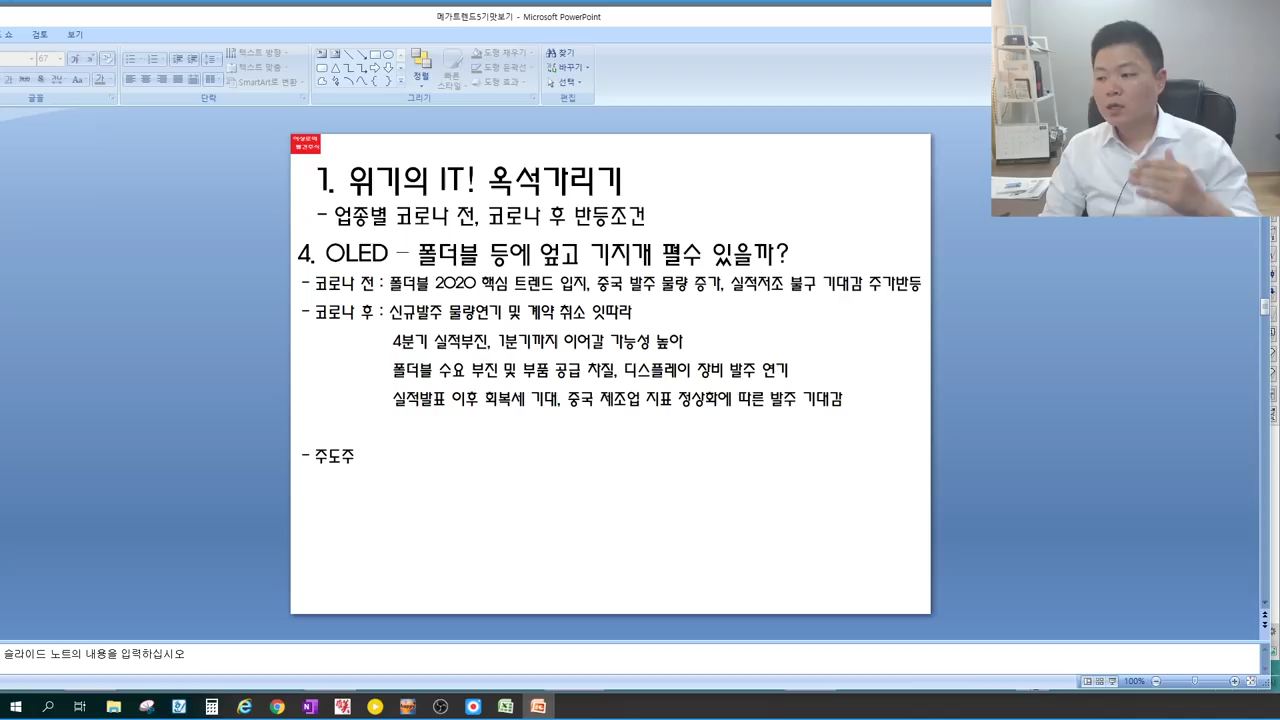 메가트렌드5기맛보기 - Microsoft PowerPoint
쇼 검토 보기
67
텍스트 방향
텍스트 맞춤
SmartArt로 변환
정렬
빠른 스타일
도형 채우기
도형 윤곽선
도형 효과
찾기
바꾸기
선택
글꼴 단락 그리기 편집
1. 위기의 IT! 옥석가리기
- 업종별 코로나 전, 코로나 후 반등조건
4. OLED – 폴더블 등에 엎고 기지개 펼수 있을까?
- 코로나 전 : 폴더블 2020 핵심 트렌드 입지, 중국 발주 물량 증가, 실적저조 불구 기대감 주가반등
- 코로나 후 : 신규발주 물량연기 및 계약 취소 잇따라
4분기 실적부진, 1분기까지 이어갈 가능성 높아
폴더블 수요 부진 및 부품 공급 차질, 디스플레이 장비 발주 연기
실적발표 이후 회복세 기대, 중국 제조업 지표 정상화에 따른 발주 기대감
- 주도주
슬라이드 노트의 내용을 입력하십시오
100%